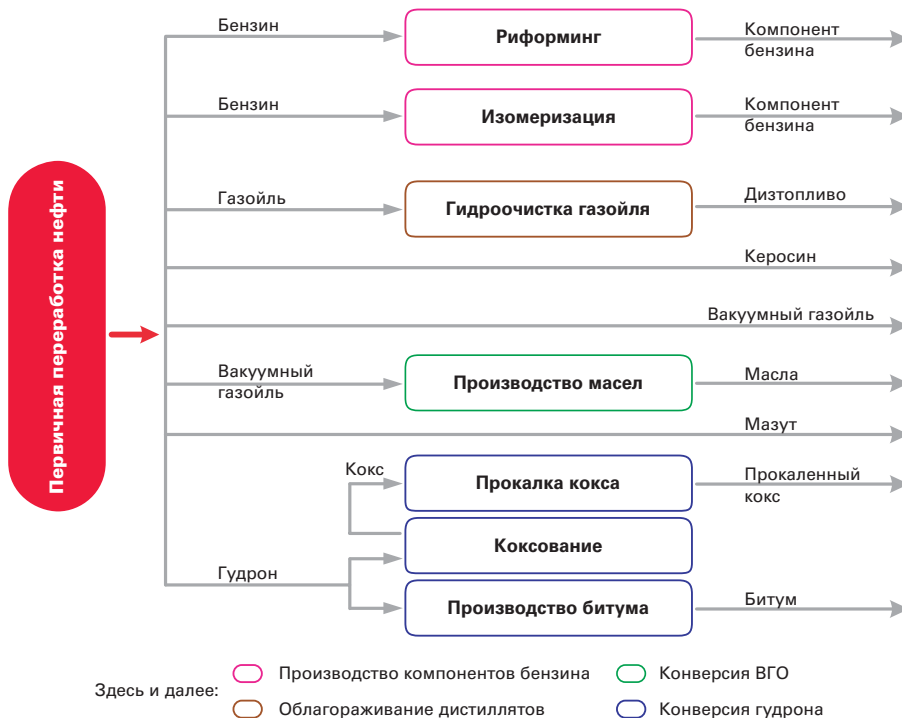 Первичная переработка нефти
Бензин
Риформинг
Компонент
бензина
Бензин
Изомеризация
Компонент
бензина
Газойль
Гидроочистка газойля
Дизтопливо
Керосин
Вакуумный газойль
Вакуумный
газойль
Производство масел
Масла
Мазут
Кокс
Прокалка кокса
Прокаленный
кокс
Коксование
Гудрон
Производство битума
Битум
Здесь и далее:
Производство компонентов бензина
Конверсия ВГО
Облагораживание дистиллятов
Конверсия гудрона